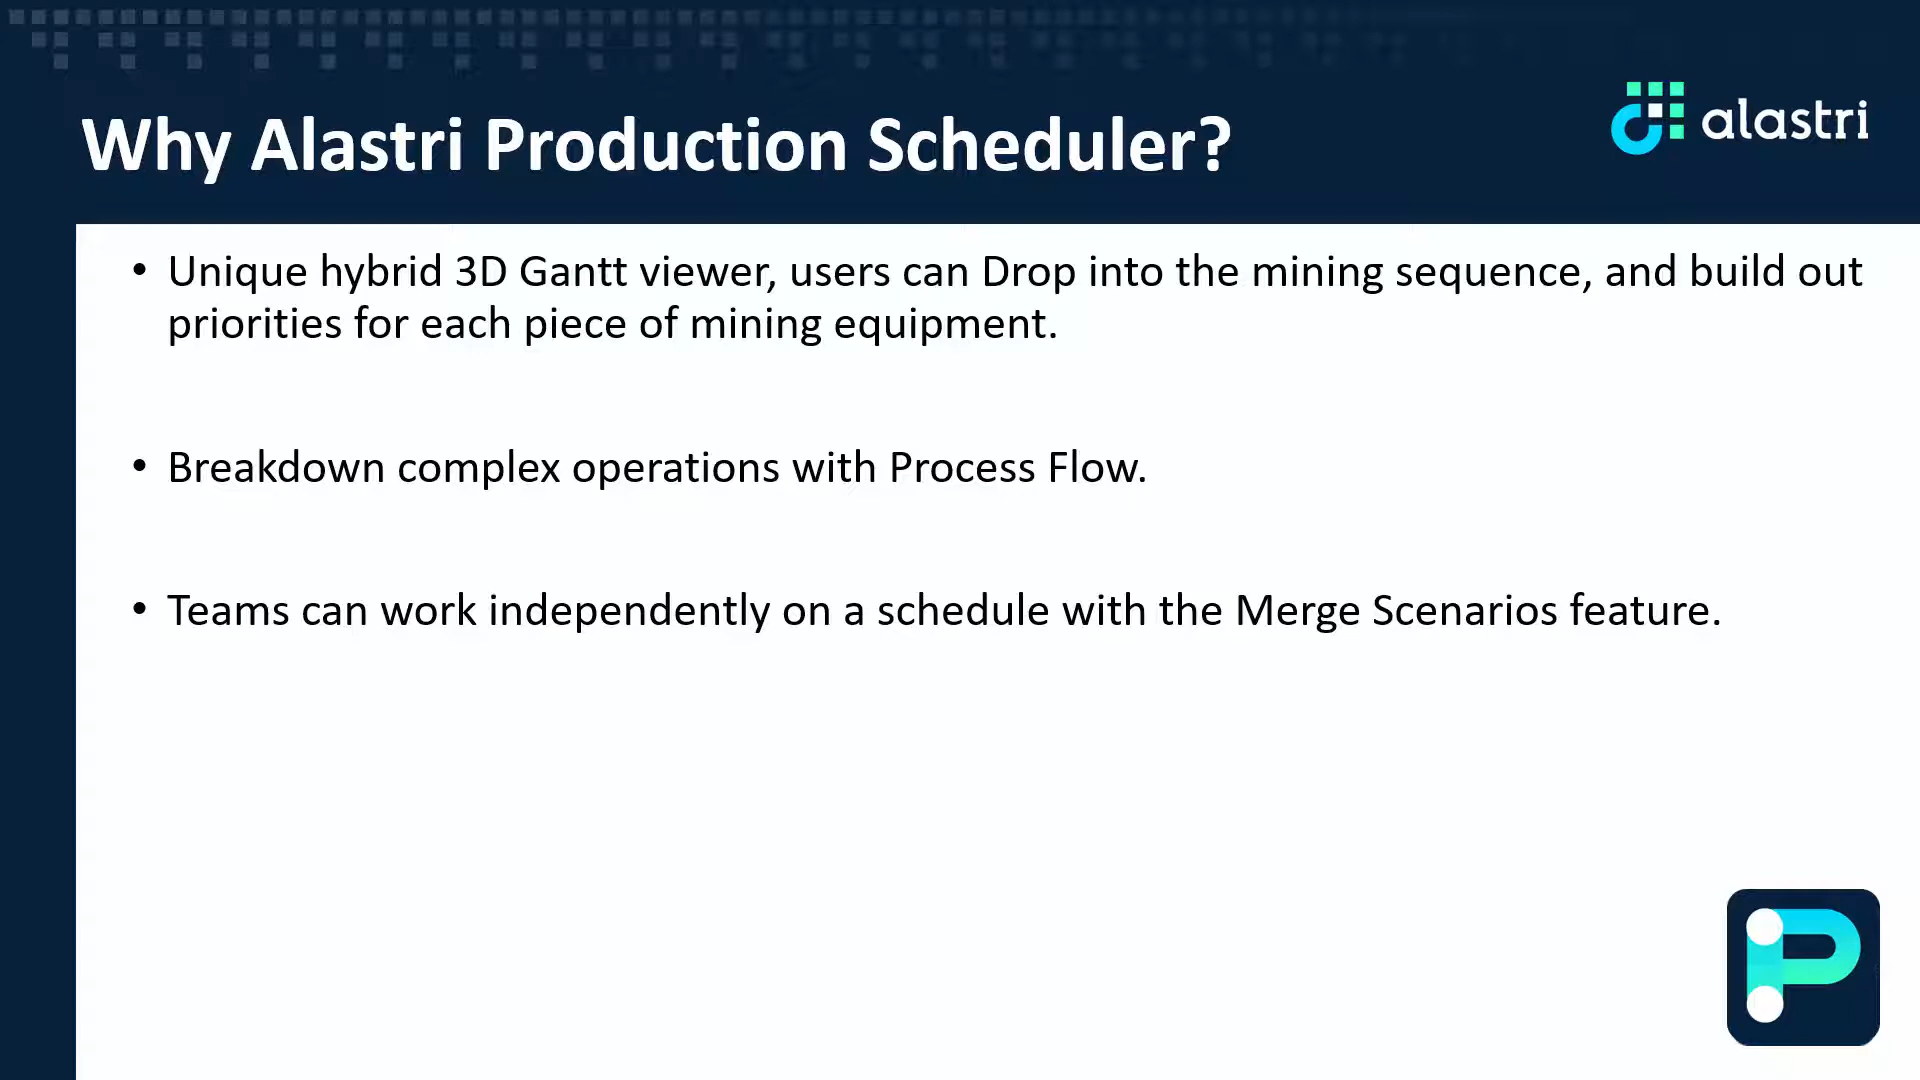 Why Alastri Production Scheduler?
alastri
• Unique hybrid 3D Gantt viewer, users can Drop into the mining sequence, and build out
priorities for each piece of mining equipment.
• Breakdown complex operations with Process Flow.
• Teams can work independently on a schedule with the Merge Scenarios feature.
P